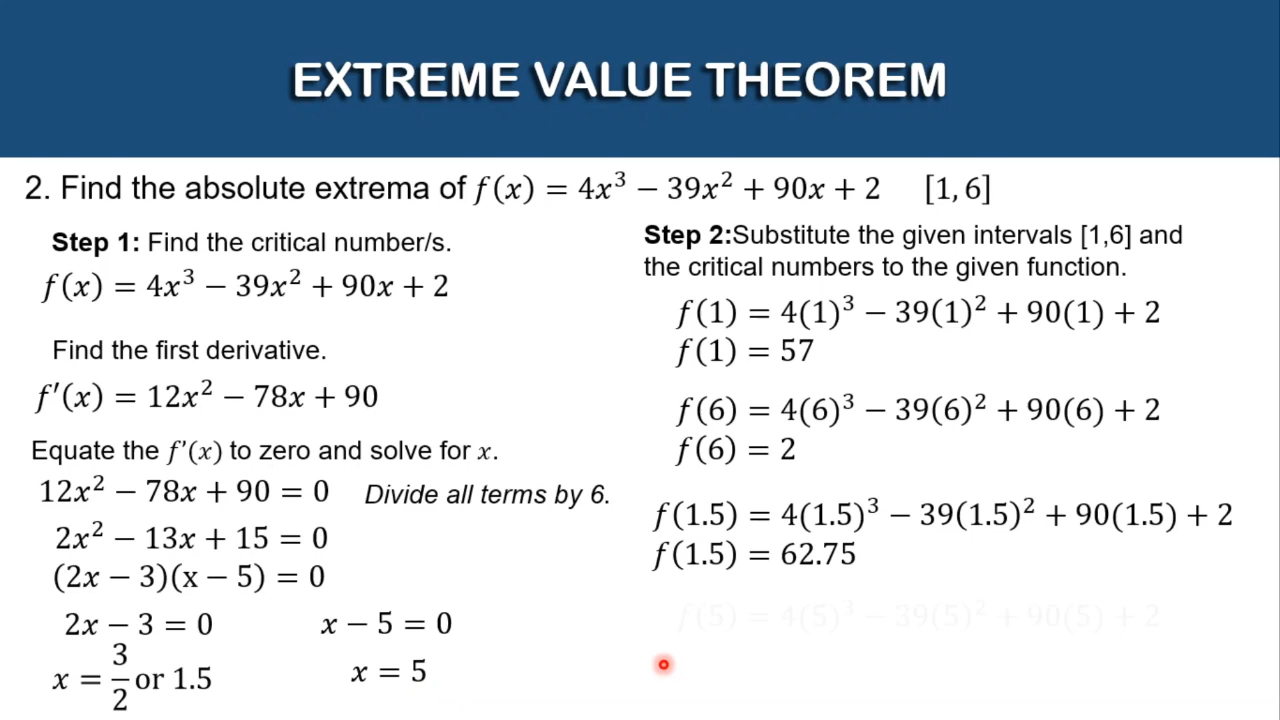 EXTREME VALUE THEOREM
2. Find the absolute extrema of f(x) = 4x³ − 39x² + 90x + 2 [1, 6]
Step 1: Find the critical number/s.
f(x) = 4x³ − 39x² + 90x + 2
Find the first derivative.
f′(x) = 12x² − 78x + 90
Equate the f′(x) to zero and solve for x.
12x² − 78x + 90 = 0 Divide all terms by 6.
2x² − 13x + 15 = 0
(2x − 3)(x − 5) = 0
2x − 3 = 0 x − 5 = 0
x = 3/2 or 1.5 x = 5
Step 2:Substitute the given intervals [1,6] and
the critical numbers to the given function.
f(1) = 4(1)³ − 39(1)² + 90(1) + 2
f(1) = 57
f(6) = 4(6)³ − 39(6)² + 90(6) + 2
f(6) = 2
f(1.5) = 4(1.5)³ − 39(1.5)² + 90(1.5) + 2
f(1.5) = 62.75
f(5) = 4(5)³ − 39(5)² + 90(5) + 2